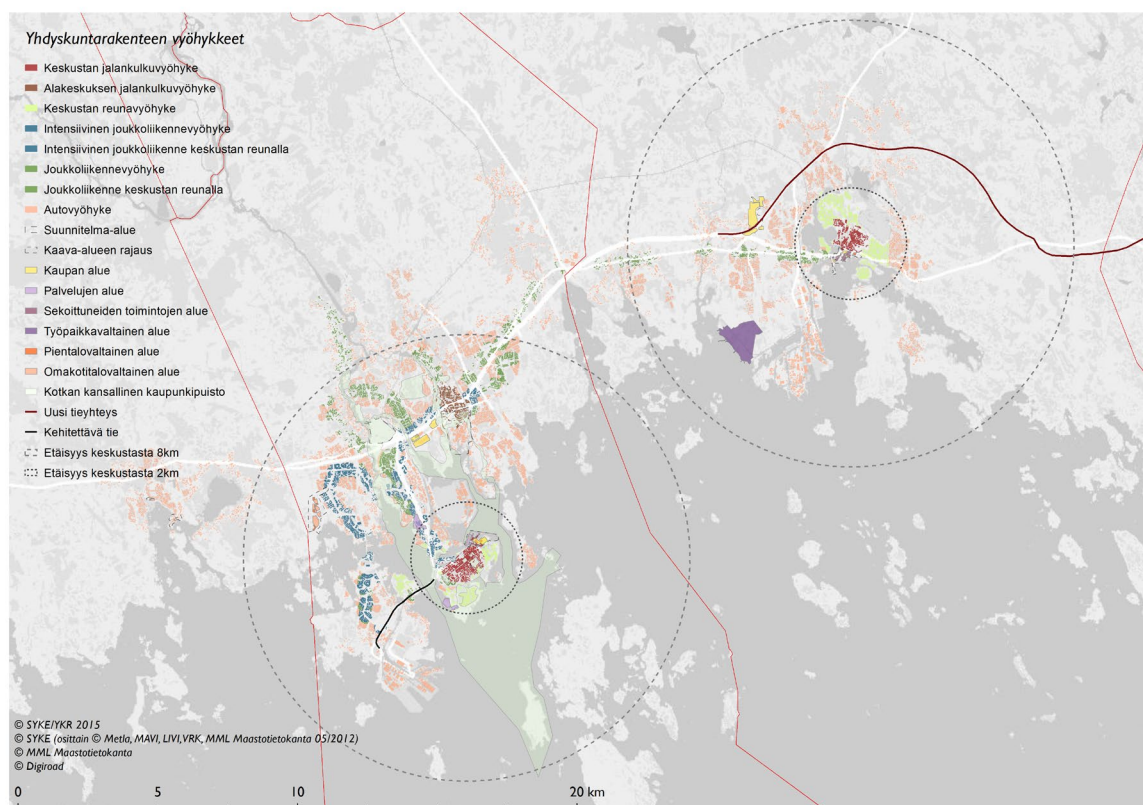 Yhdyskuntarakenteen vyöhykkeet
Keskustan jalankulkuvyöhyke
Alakeskuksen jalankulkuvyöhyke
Keskustan reunavyöhyke
Intensiivinen joukkoliikennevyöhyke
Intensiivinen joukkoliikenne keskustan reunalla
Joukkoliikennevyöhyke
Joukkoliikenne keskustan reunalla
Autovyöhyke
Suunnitelma-alue
Kaava-alueen rajaus
Kaupan alue
Palvelujen alue
Sekoittuneiden toimintojen alue
Työpaikkavaltainen alue
Pientalovaltainen alue
Omakotitalovaltainen alue
Kotkan kansallinen kaupunkipuisto
Uusi tieyhteys
Kehitettävä tie
Etäisyys keskustasta 8km
Etäisyys keskustasta 2km
© SYKE/YKR 2015
© SYKE (osittain © Metla, MAVI, LIVI,VRK, MML Maastotietokanta 05/2012)
© MML Maastotietokanta
© Digiroad
0 5 10 20 km